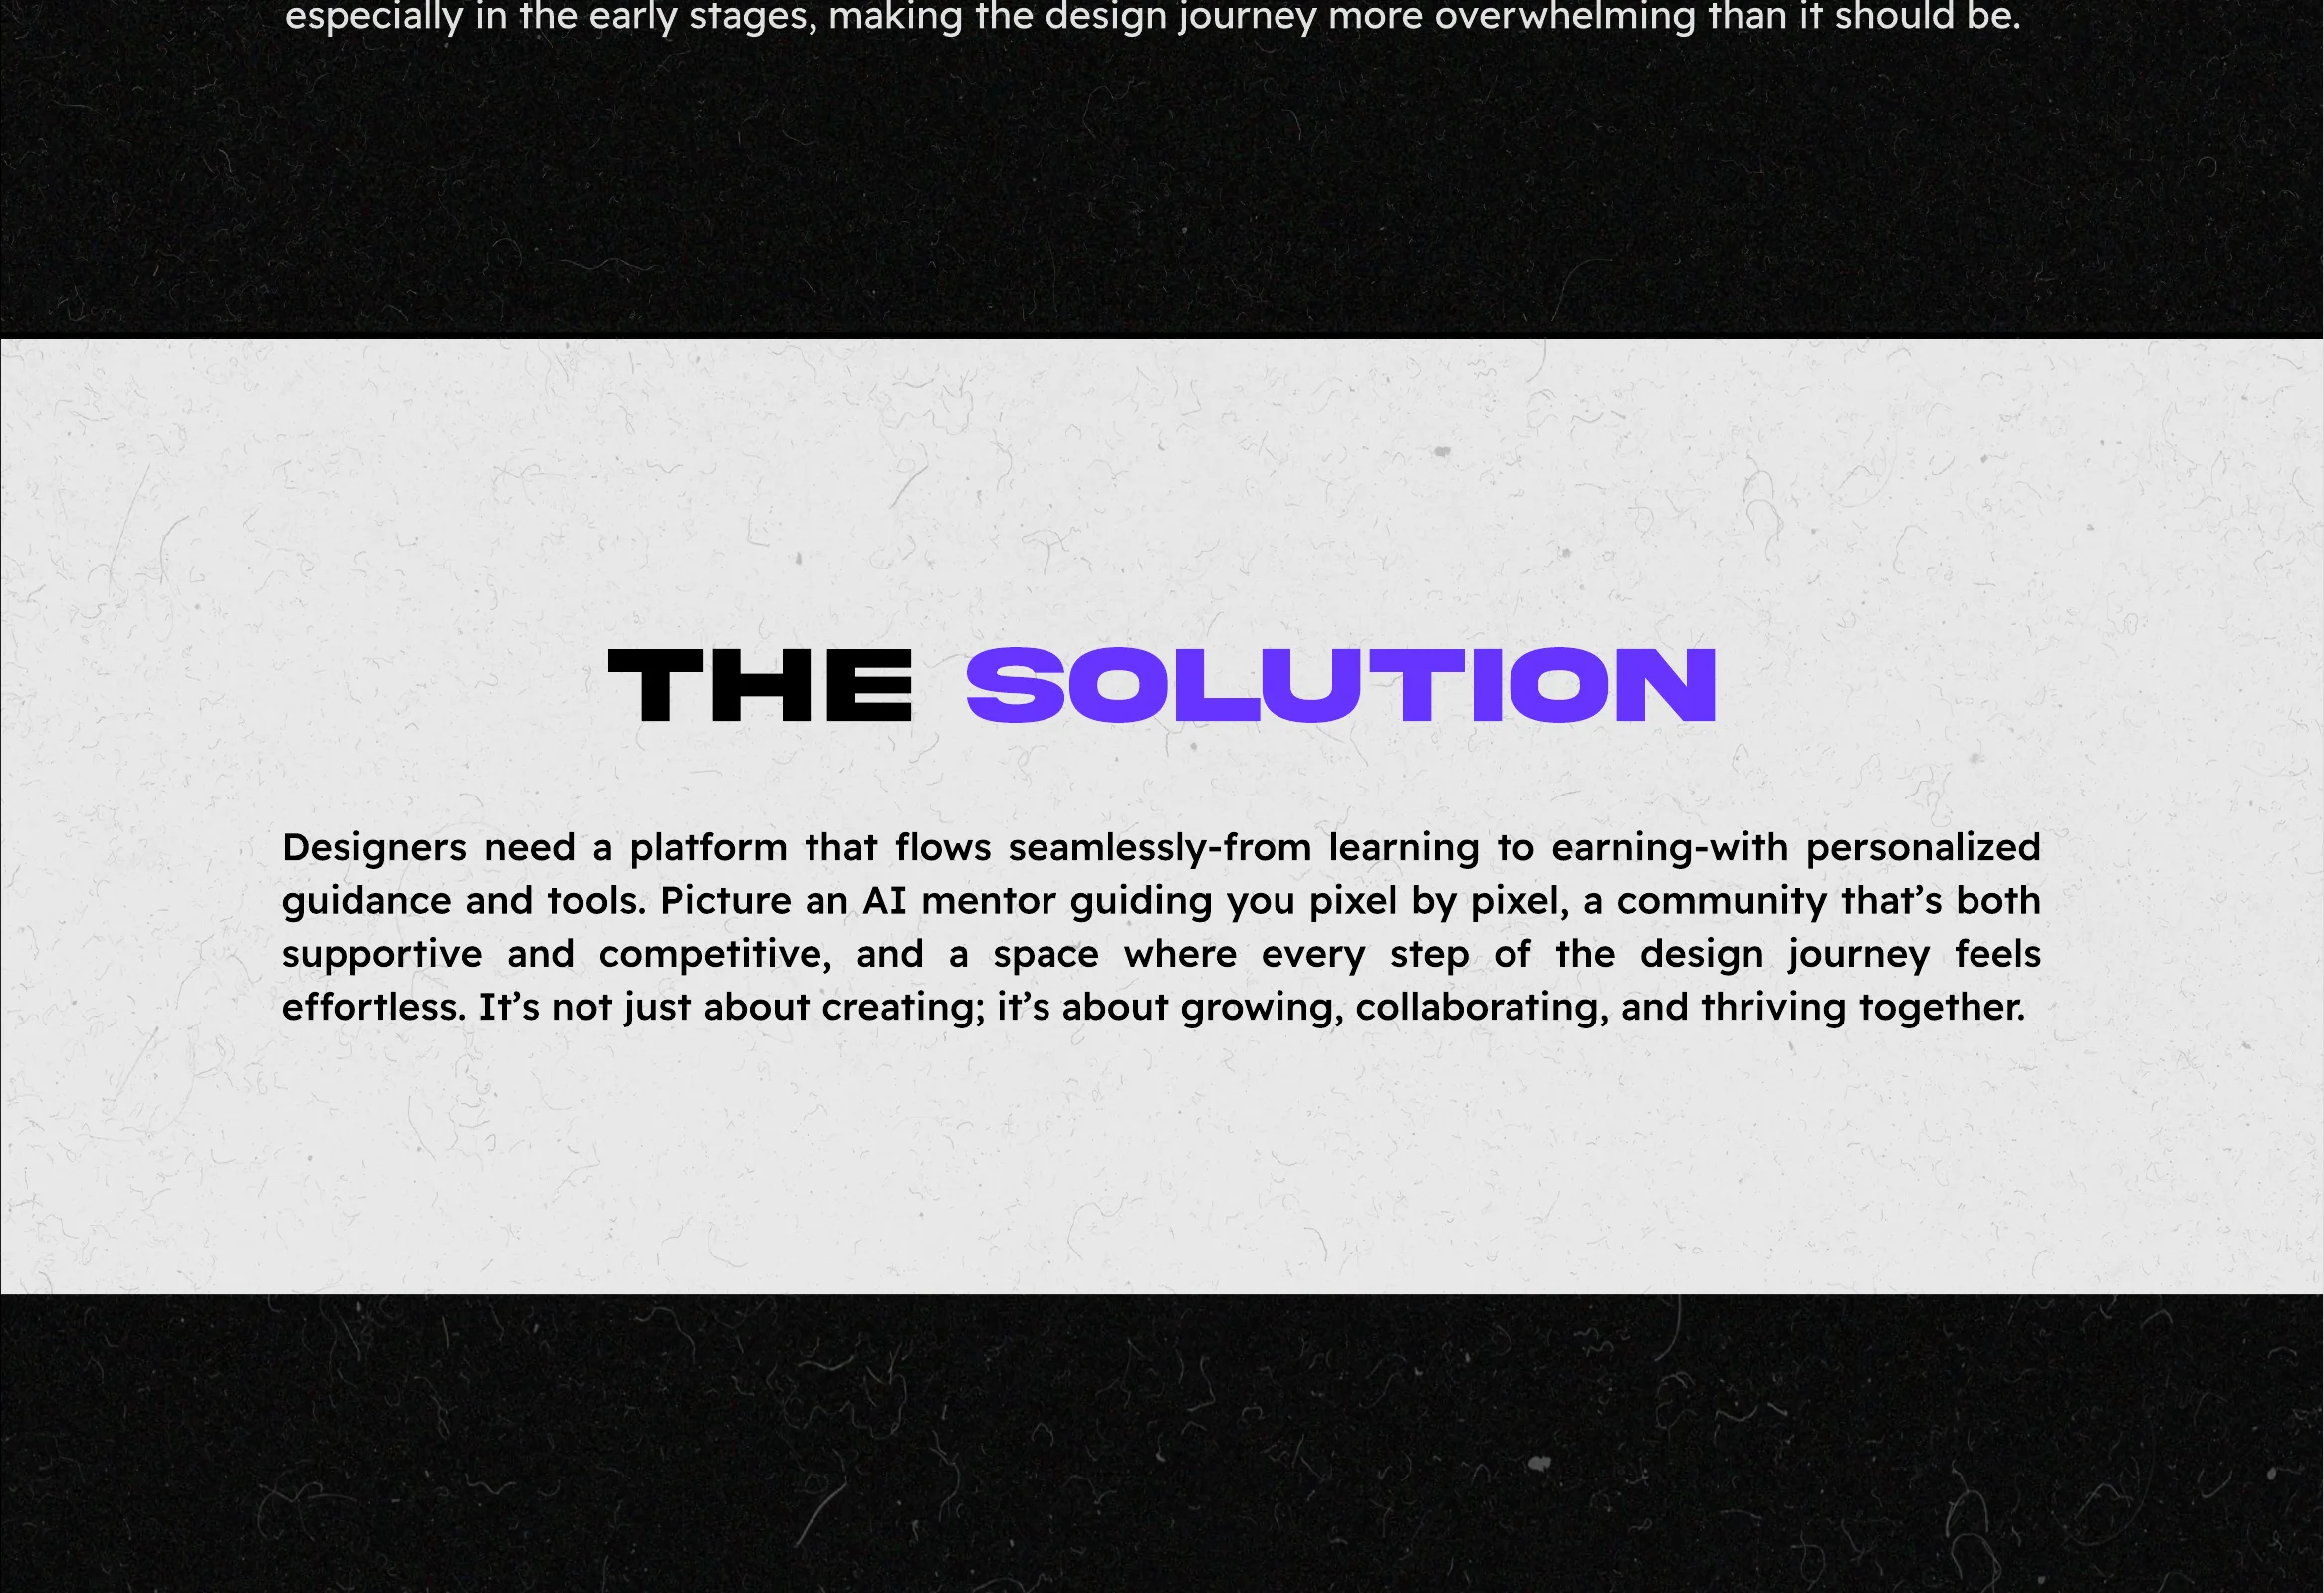 especially in the early stages, making the design journey more overwhelming than it should be.
THE SOLUTION
Designers need a platform that flows seamlessly-from learning to earning-with personalized
guidance and tools. Picture an AI mentor guiding you pixel by pixel, a community that’s both
supportive and competitive, and a space where every step of the design journey feels
effortless. It’s not just about creating; it’s about growing, collaborating, and thriving together.